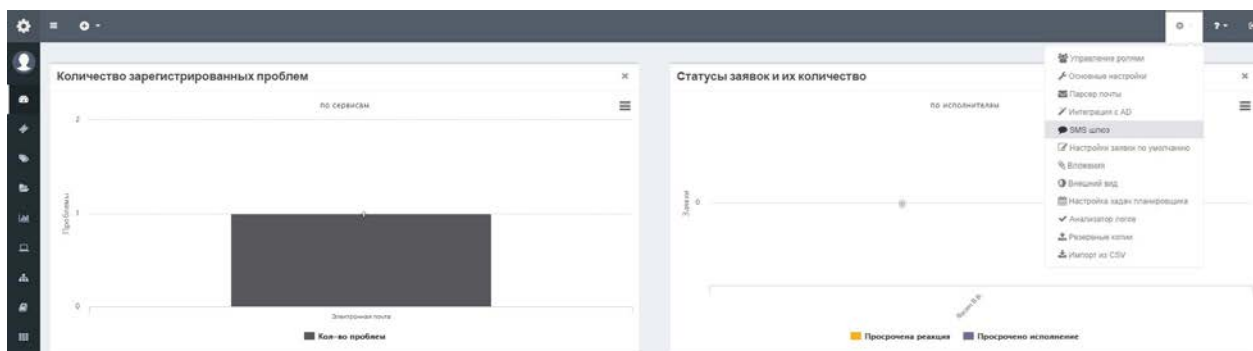 ? 
Количество зарегистрированных проблем
Статусы заявок и их количество
Управление ролями
Основные настройки
Парсер почты
Интеграция с AD
SMS шлюз
Настройки заявки по умолчанию
Вложения
Внешний вид
Настройка задач планировщика
Анализатор логов
Резервные копии
Импорт из CSV
по сервисам
по исполнителям
2
1
0
Проблемы
Электронная почта
Кол-во проблем
Заявки
0
Просрочена реакция
Просрочено исполнение